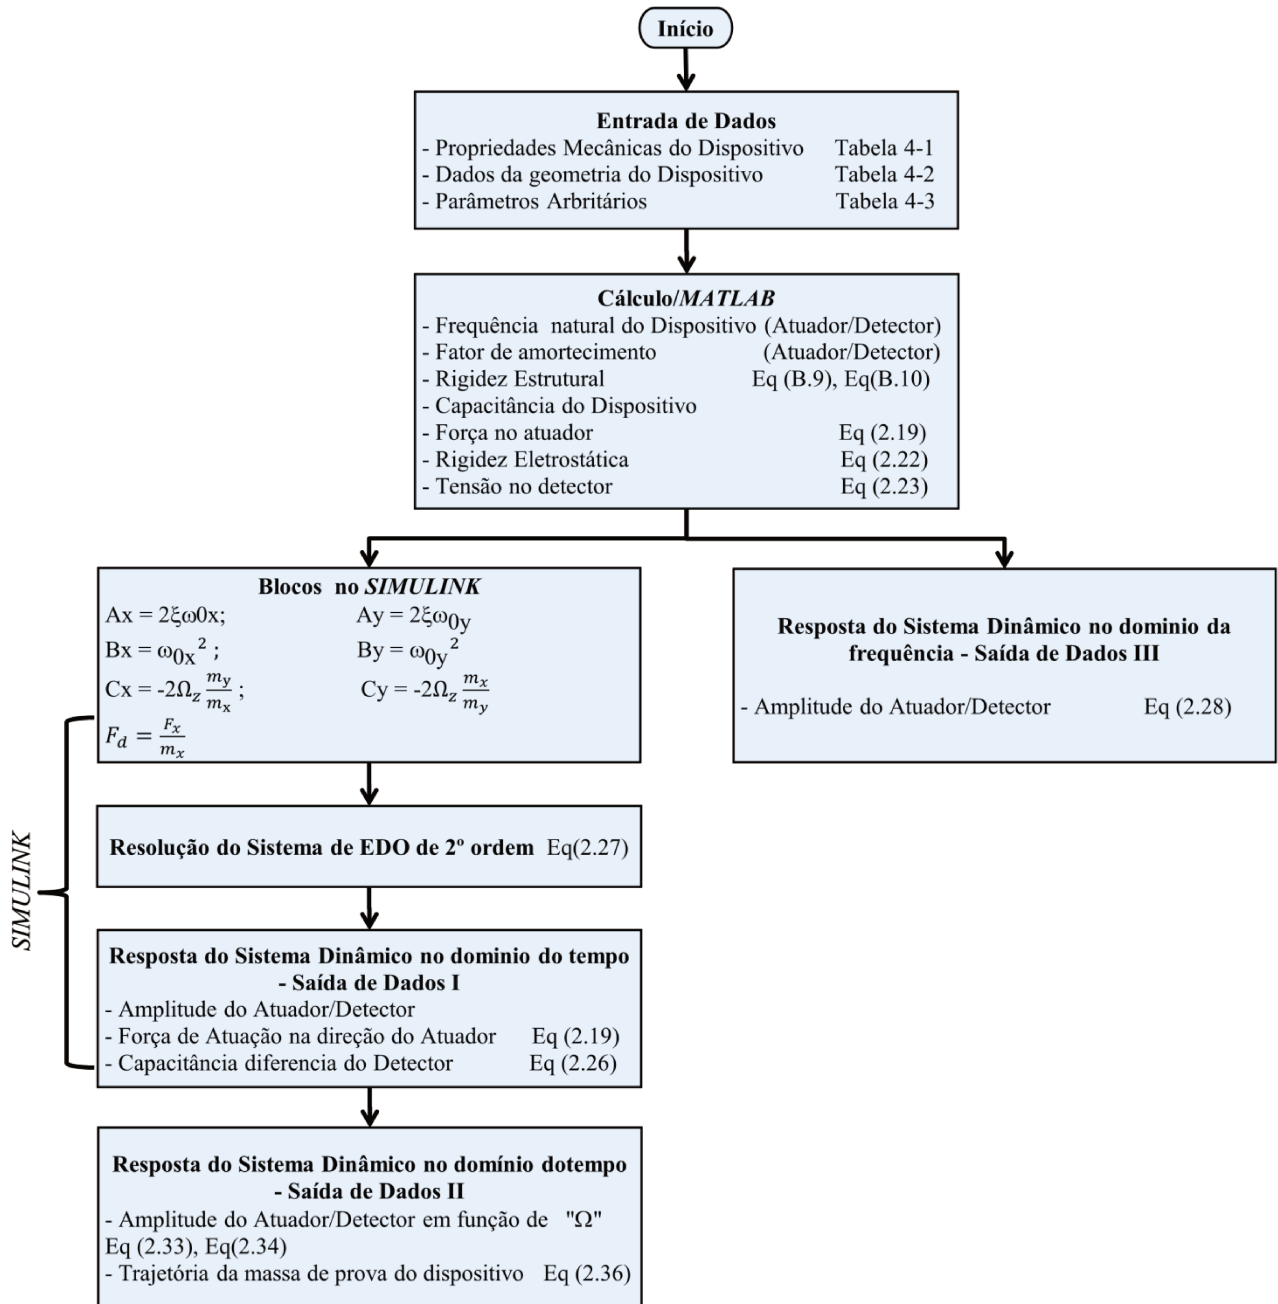 Início
Entrada de Dados
- Propriedades Mecânicas do Dispositivo Tabela 4-1
- Dados da geometria do Dispositivo Tabela 4-2
- Parâmetros Arbritários Tabela 4-3
Cálculo/MATLAB
- Frequência natural do Dispositivo (Atuador/Detector)
- Fator de amortecimento (Atuador/Detector)
- Rigidez Estrutural Eq (B.9), Eq(B.10)
- Capacitância do Dispositivo
- Força no atuador Eq (2.19)
- Rigidez Eletrostática Eq (2.22)
- Tensão no detector Eq (2.23)
Blocos no SIMULINK
Ax = 2ξω0x; Ay = 2ξω₀y
Bx = ω₀x² ; By = ω₀y²
Cx = -2Ω_z m_y/m_x ; Cy = -2Ω_z m_x/m_y
F_d = F_x/m_x
Resposta do Sistema Dinâmico no dominio da
frequência - Saída de Dados III
- Amplitude do Atuador/Detector Eq (2.28)
SIMULINK
Resolução do Sistema de EDO de 2º ordem Eq(2.27)
Resposta do Sistema Dinâmico no dominio do tempo
- Saída de Dados I
- Amplitude do Atuador/Detector
- Força de Atuação na direção do Atuador Eq (2.19)
- Capacitância diferencia do Detector Eq (2.26)
Resposta do Sistema Dinâmico no domínio dotempo
- Saída de Dados II
- Amplitude do Atuador/Detector em função de "Ω"
Eq (2.33), Eq(2.34)
- Trajetória da massa de prova do dispositivo Eq (2.36)